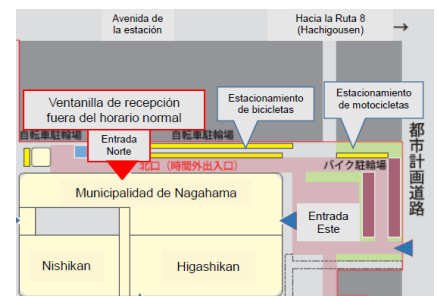 Avenida de
la estación
Hacia la Ruta 8
(Hachigousen)
→
Ventanilla de recepción
fuera del horario normal
Estacionamiento
de bicicletas
Estacionamiento
de motocicletas
自転車駐輪場
Entrada
Norte
自転車駐輪場
都市計画道路
北口（時間外出入口）
バイク駐輪場
Municipalidad de Nagahama
Entrada
Este
Nishikan
Higashikan